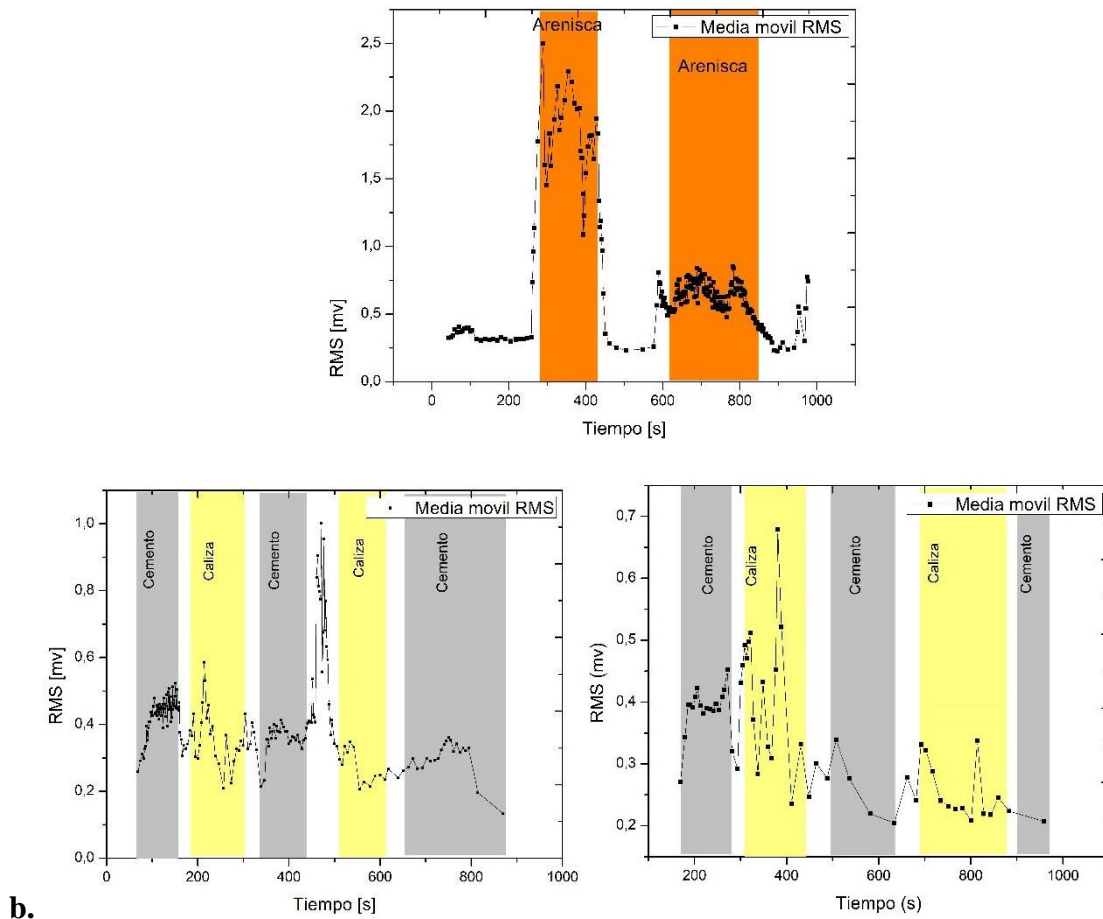 Arenisca
Media movil RMS
Arenisca
2,5
2,0
1,5
1,0
0,5
0,0
RMS [mv]
0 200 400 600 800 1000
Tiempo [s]
Media movil RMS
Cemento
Caliza
Cemento
Caliza
Cemento
1,0
0,8
0,6
0,4
0,2
0,0
RMS [mv]
0 200 400 600 800 1000
Tiempo [s]
Media movil RMS
Cemento
Caliza
Cemento
Caliza
Cemento
0,7
0,6
0,5
0,4
0,3
0,2
RMS (mv)
200 400 600 800 1000
Tiempo (s)
b.